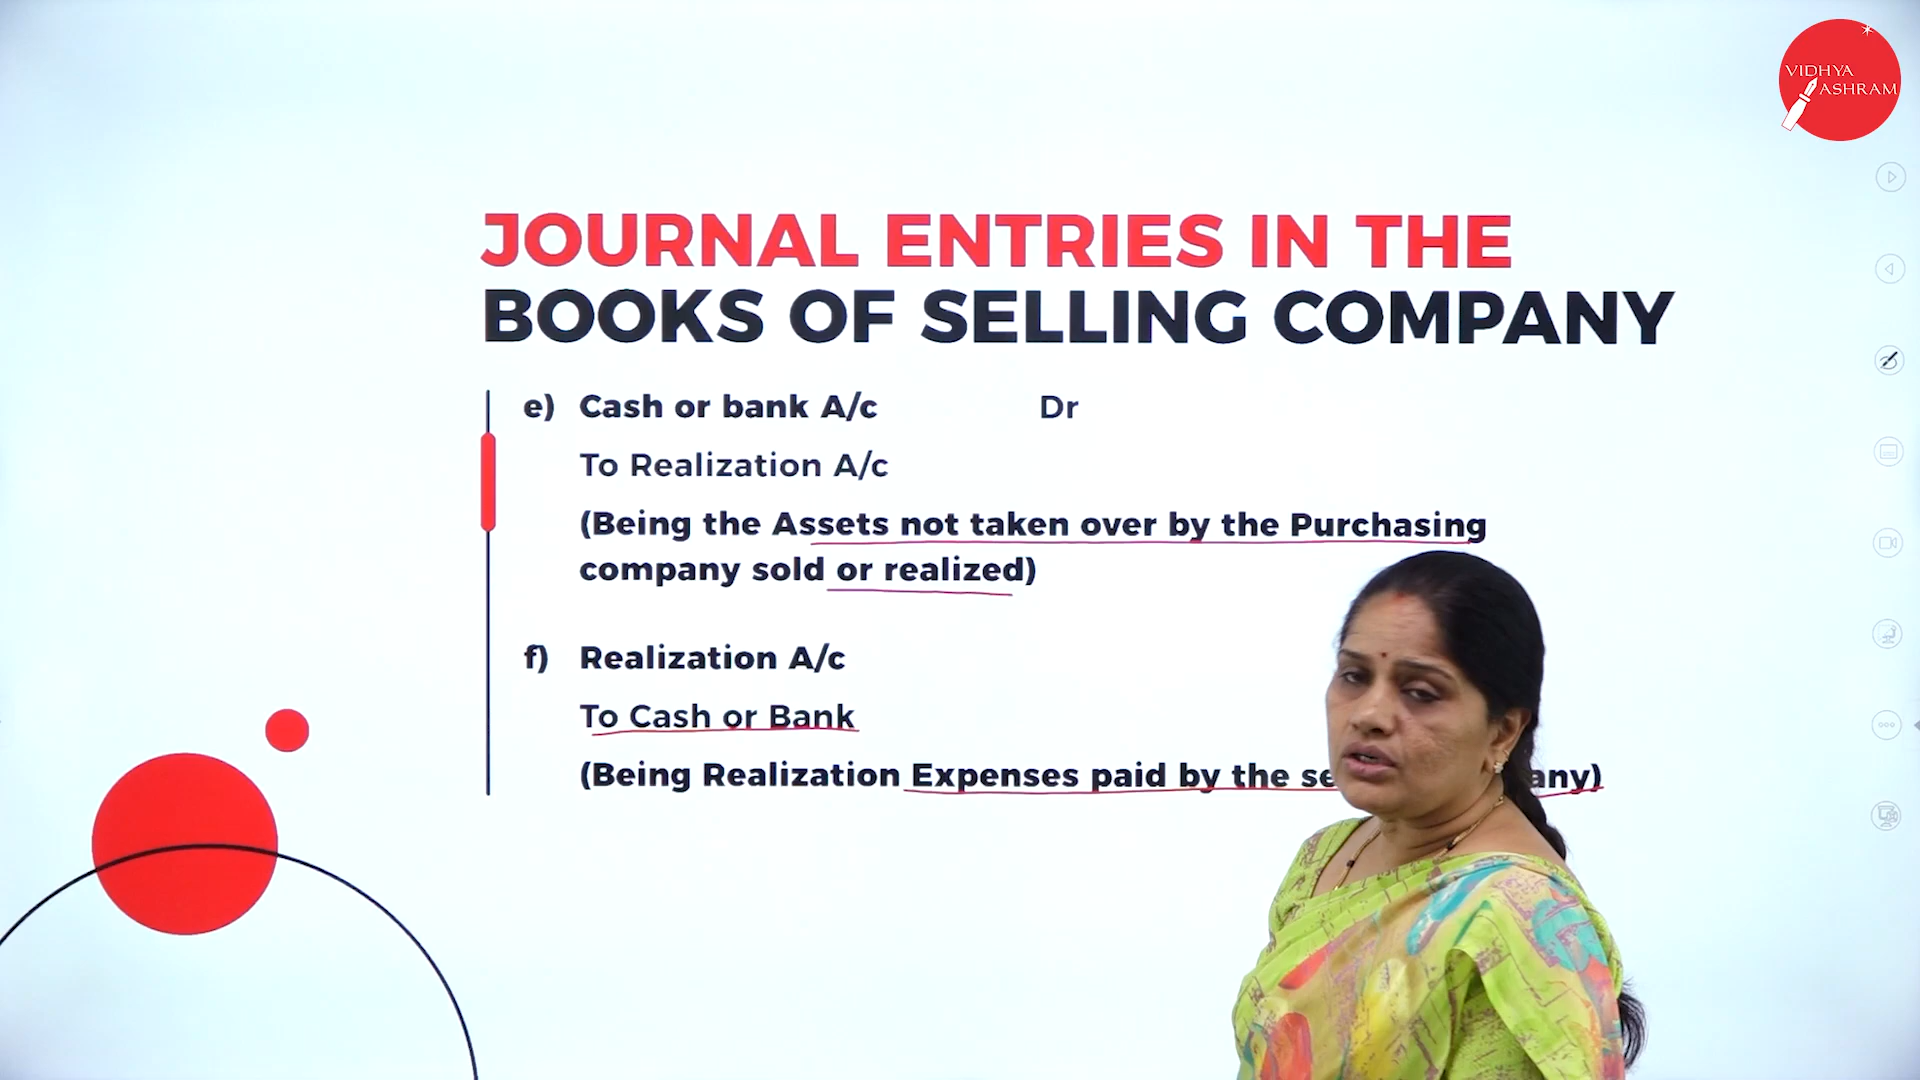 VIDHYA
ASHRAM
JOURNAL ENTRIES IN THE
BOOKS OF SELLING COMPANY
e) Cash or bank A/c Dr
To Realization A/c
(Being the Assets not taken over by the Purchasing
company sold or realized)
f) Realization A/c
To Cash or Bank
(Being Realization Expenses paid by the